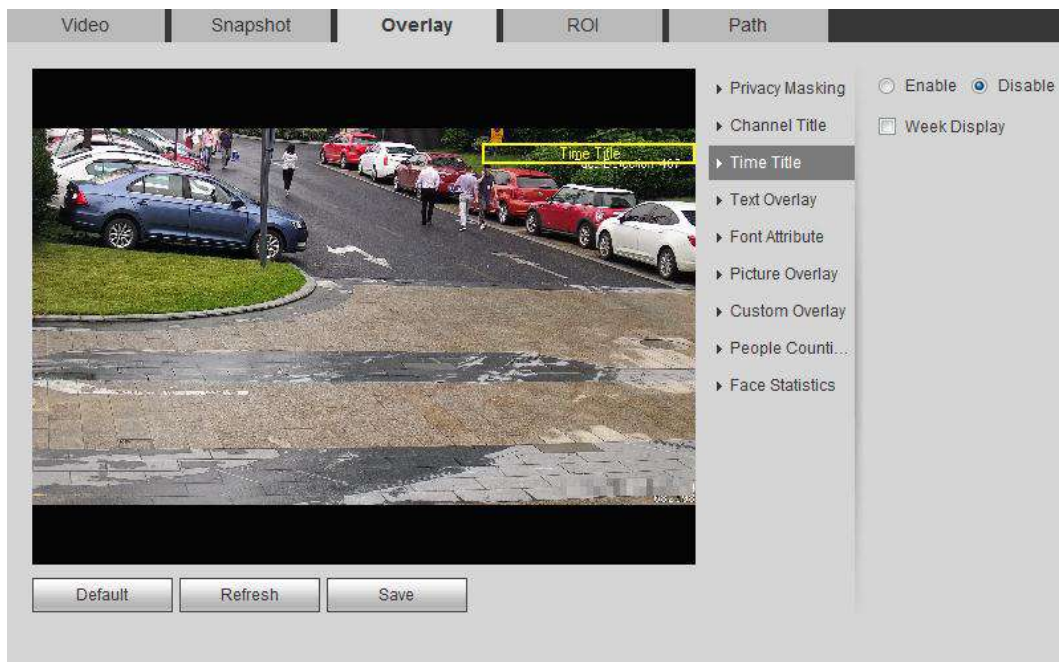 Video Snapshot Overlay ROI Path
Privacy Masking
Enable Disable
Channel Title
Week Display
Time Title
Time Title
Text Overlay
Font Attribute
Picture Overlay
Custom Overlay
People Counti...
Face Statistics
Default Refresh Save